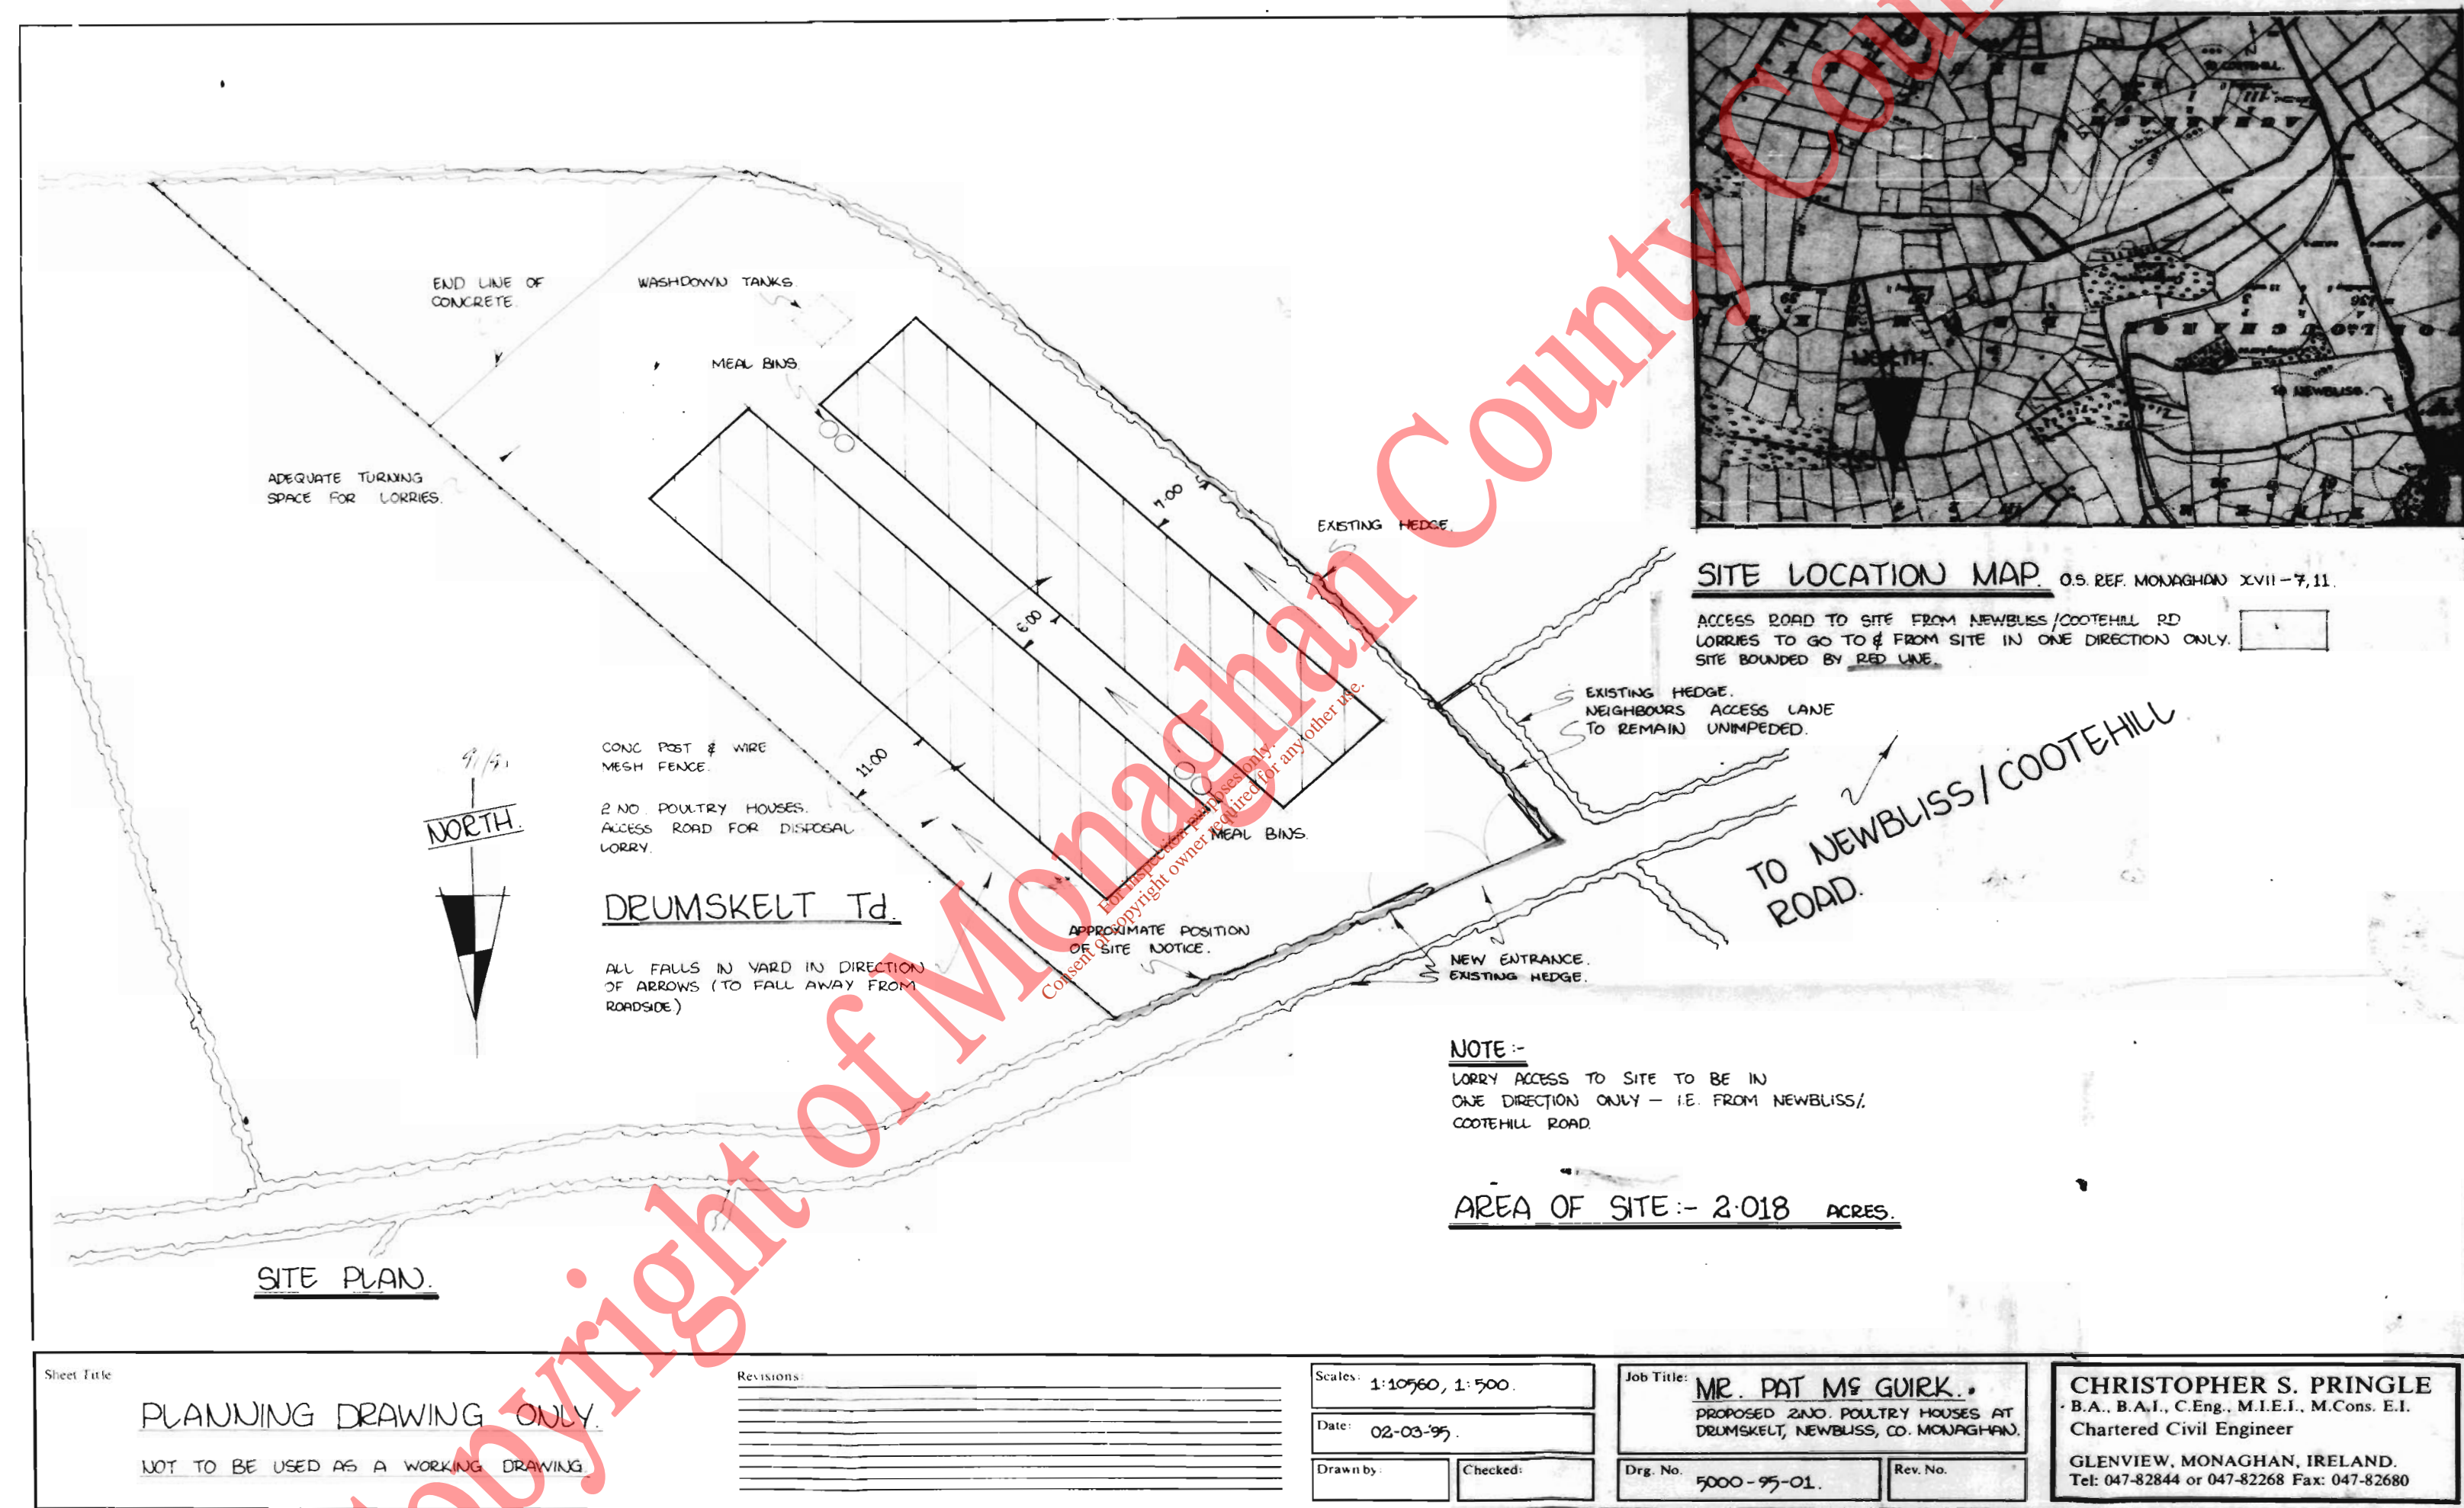 END LINE OF
CONCRETE.
WASHDOWN TANKS.
MEAL BINS.
ADEQUATE TURNING
SPACE FOR LORRIES.
7·00
EXISTING HEDGE.
6·00
11·00
CONC POST & WIRE
MESH FENCE.
2 NO. POULTRY HOUSES.
ACCESS ROAD FOR DISPOSAL
LORRY.
NORTH.
DRUMSKELT Td.
ALL FALLS IN YARD IN DIRECTION
OF ARROWS (TO FALL AWAY FROM
ROADSIDE)
MEAL BINS.
APPROXIMATE POSITION
OF SITE NOTICE.
NEW ENTRANCE.
EXISTING HEDGE.
TO COOTEHILL.
NORTH.
TO NEWBLISS.
SITE LOCATION MAP. O.S. REF. MONAGHAN XVII-7,11.
ACCESS ROAD TO SITE FROM NEWBLISS/COOTEHILL RD
LORRIES TO GO TO & FROM SITE IN ONE DIRECTION ONLY.
SITE BOUNDED BY RED LINE.
EXISTING HEDGE.
NEIGHBOURS ACCESS LANE
TO REMAIN UNIMPEDED.
TO NEWBLISS/COOTEHILL
ROAD.
NOTE:-
LORRY ACCESS TO SITE TO BE IN
ONE DIRECTION ONLY - I.E. FROM NEWBLISS/
COOTEHILL ROAD.
AREA OF SITE:- 2·018 ACRES.
SITE PLAN.
Copyright of Monaghan County
For inspection purposes only.
Consent of copyright owner required for any other use.
Sheet Title
PLANNING DRAWING ONLY.
NOT TO BE USED AS A WORKING DRAWING.
Revisions:
Scales: 1:10560, 1:500.
Date: 02-03-'95.
Drawn by:
Checked:
Job Title: MR. PAT Mc GUIRK.
PROPOSED 2NO. POULTRY HOUSES AT
DRUMSKELT, NEWBLISS, CO. MONAGHAN.
Drg. No. 5000-95-01.
Rev. No.
CHRISTOPHER S. PRINGLE
B.A., B.A.I., C.Eng., M.I.E.I., M.Cons. E.I.
Chartered Civil Engineer
GLENVIEW, MONAGHAN, IRELAND.
Tel: 047-82844 or 047-82268 Fax: 047-82680